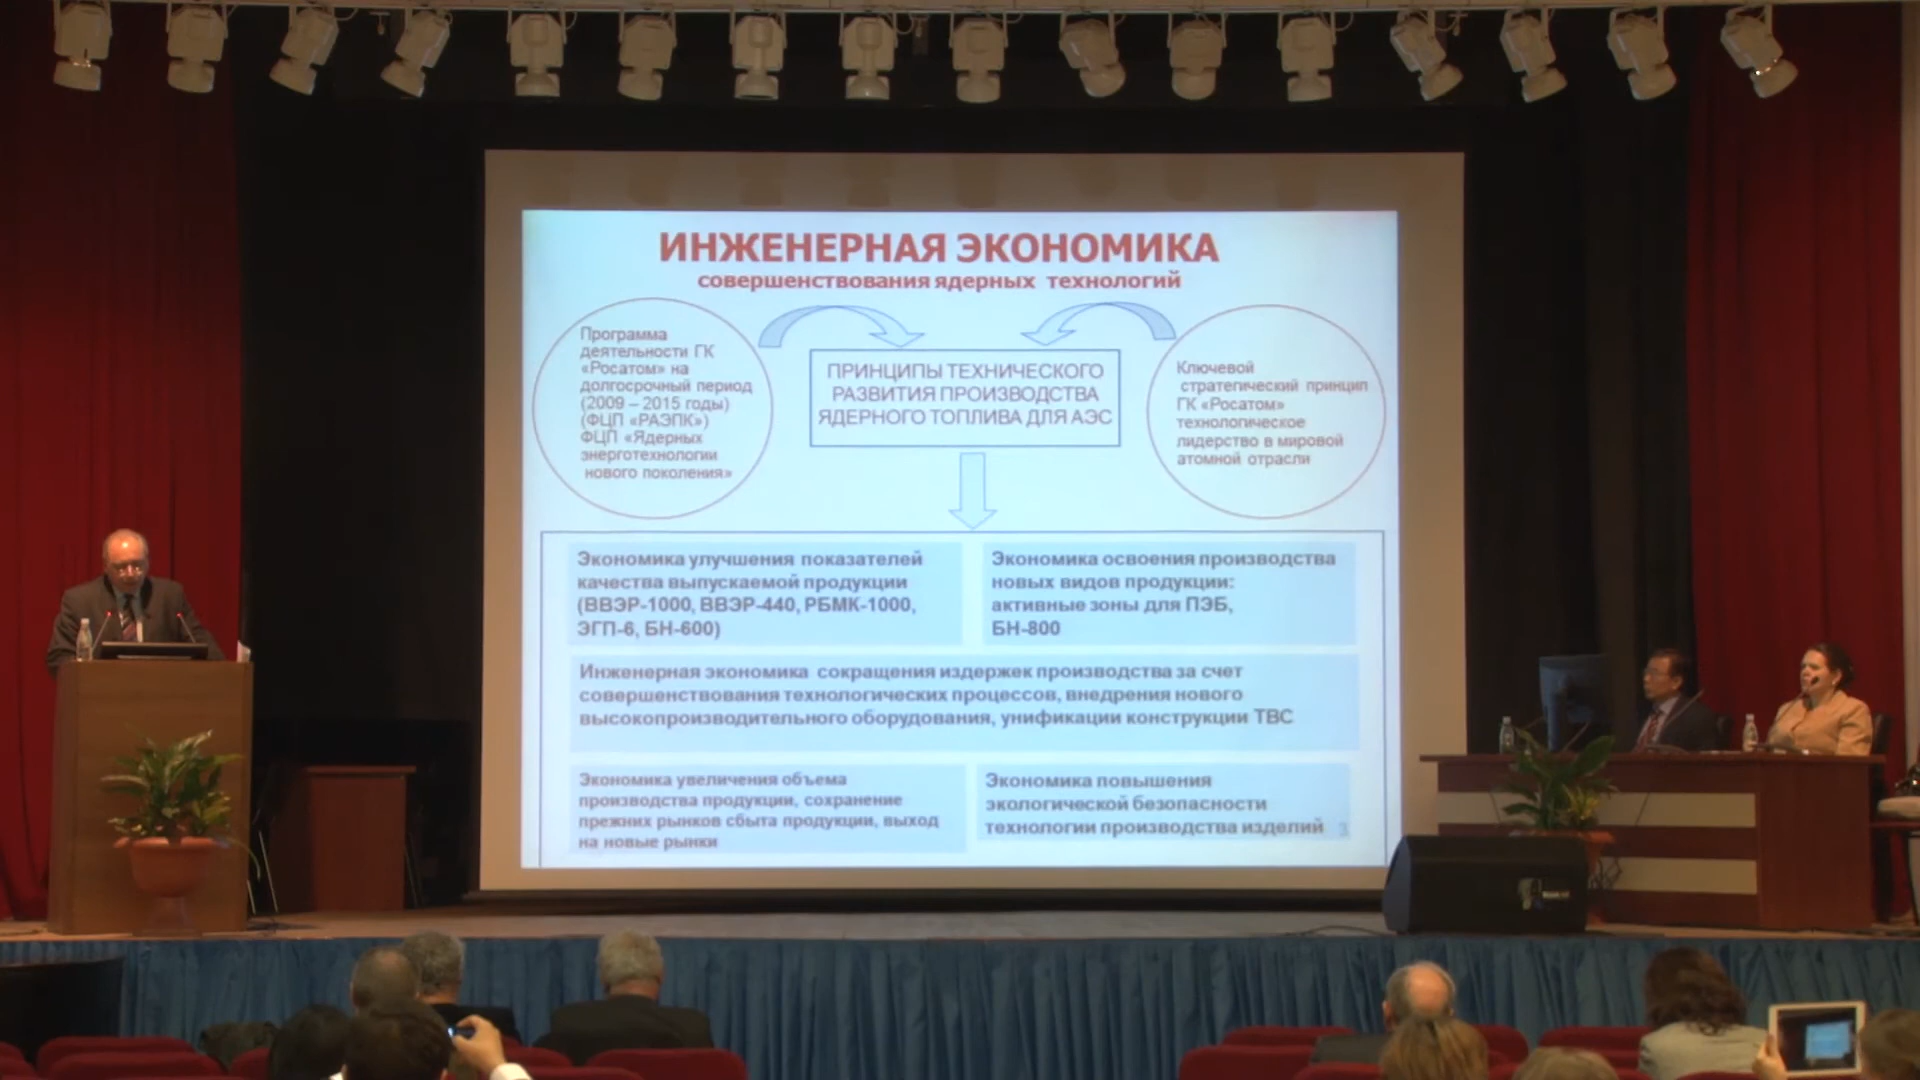 ИНЖЕНЕРНАЯ ЭКОНОМИКА
совершенствования ядерных технологий
Программа
деятельности ГК
«Росатом» на
долгосрочный период
(2009 – 2015 годы)
(ФЦП «РАЭПК»)
ФЦП «Ядерных
энерготехнологии
нового поколения»
ПРИНЦИПЫ ТЕХНИЧЕСКОГО
РАЗВИТИЯ ПРОИЗВОДСТВА
ЯДЕРНОГО ТОПЛИВА ДЛЯ АЭС
Ключевой
стратегический принцип
ГК «Росатом»
технологическое
лидерство в мировой
атомной отрасли
Экономика улучшения показателей
качества выпускаемой продукции
(ВВЭР-1000, ВВЭР-440, РБМК-1000,
ЭГП-6, БН-600)
Экономика освоения производства
новых видов продукции:
активные зоны для ПЭБ,
БН-800
Инженерная экономика сокращения издержек производства за счет
совершенствования технологических процессов, внедрения нового
высокопроизводительного оборудования, унификации конструкции ТВС
Экономика увеличения объема
производства продукции, сохранение
прежних рынков сбыта продукции, выход
на новые рынки
Экономика повышения
экологической безопасности
технологии производства изделий
3